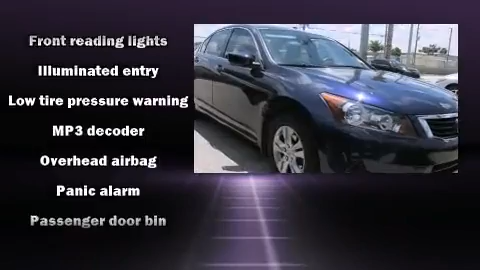 Front reading lights
Illuminated entry
Low tire pressure warning
MP3 decoder
Overhead airbag
Panic alarm
Passenger door bin